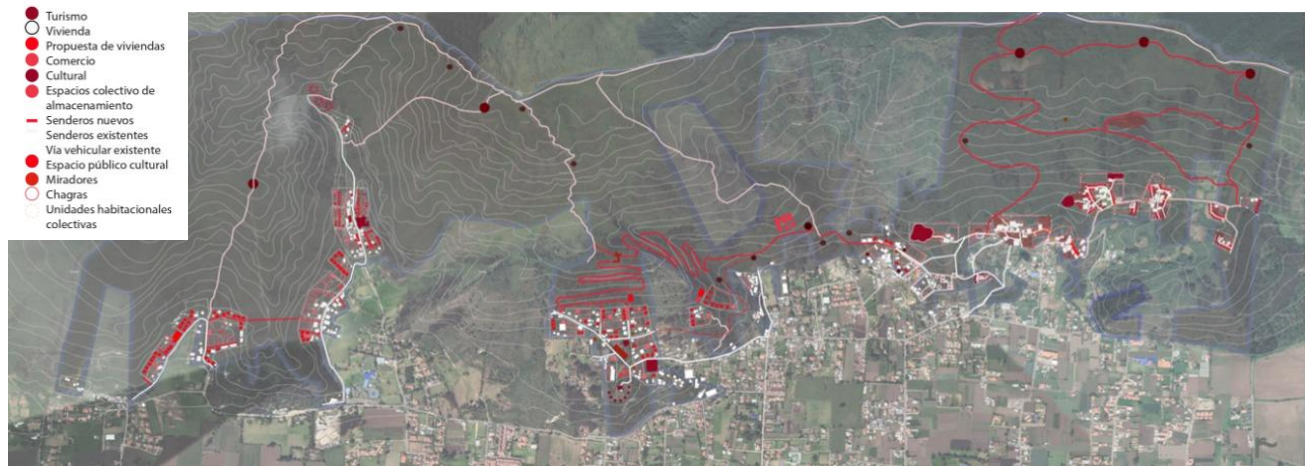 Turismo
Vivienda
Propuesta de viviendas
Comercio
Cultural
Espacios colectivo de
almacenamiento
Senderos nuevos
Senderos existentes
Via vehicular existente
Espacio público cultural
Miradores
Chagras
Unidades habitacionales
colectivas